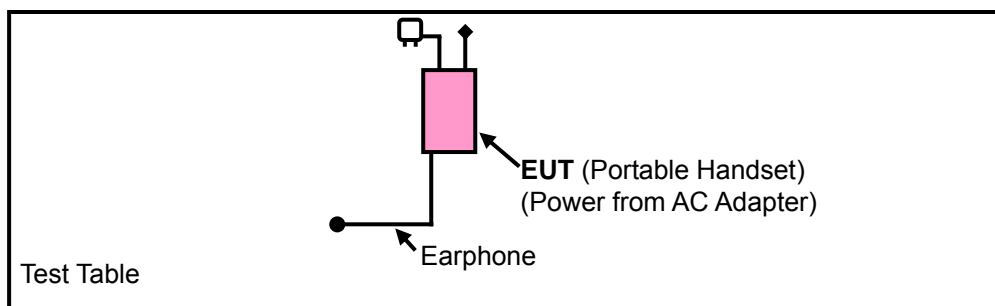 EUT (Portable Handset)
(Power from AC Adapter)
Earphone
Test Table